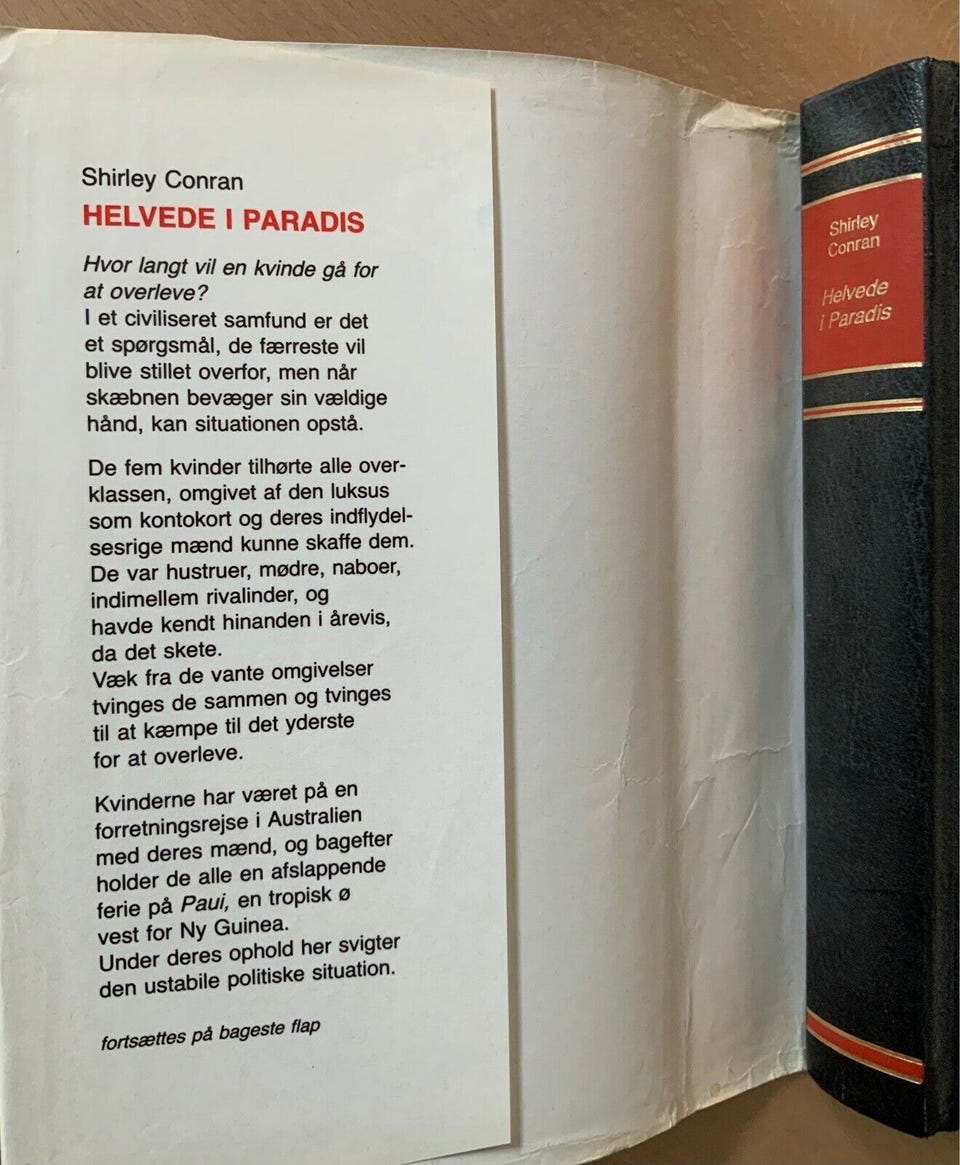 Shirley Conran
HELVEDE I PARADIS
Hvor langt vil en kvinde gå for
at overleve?
I et civiliseret samfund er det
et spørgsmål, de færreste vil
blive stillet overfor, men når
skæbnen bevæger sin vældige
hånd, kan situationen opstå.
De fem kvinder tilhørte alle over-
klassen, omgivet af den luksus
som kontokort og deres indflydel-
sesrige mænd kunne skaffe dem.
De var hustruer, mødre, naboer,
indimellem rivalinder, og
havde kendt hinanden i årevis,
da det skete.
Væk fra de vante omgivelser
tvinges de sammen og tvinges
til at kæmpe til det yderste
for at overleve.
Kvinderne har været på en
forretningsrejse i Australien
med deres mænd, og bagefter
holder de alle en afslappende
ferie på Paui, en tropisk ø
vest for Ny Guinea.
Under deres ophold her svigter
den ustabile politiske situation.
fortsættes på bageste flap
Shirley
Conran
Helvede
i Paradis